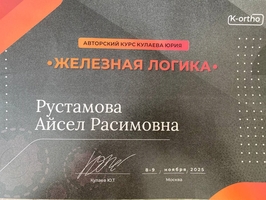 K-ortho
АВТОРСКИЙ КУРС КУЛАЕВА ЮРИЯ
• ЖЕЛЕЗНАЯ ЛОГИКА •
Рустамова
Айсел Расимовна
Кулаев Ю.Т
8-9 ноября, 2025
Москва